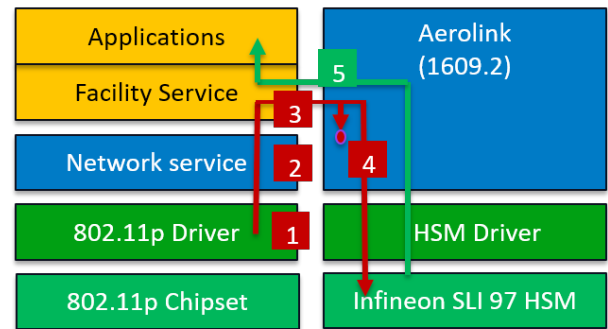 Applications
Aerolink
(1609.2)
5
Facility Service
3
Network service
2
4
802.11p Driver
1
HSM Driver
802.11p Chipset
Infineon SLI 97 HSM